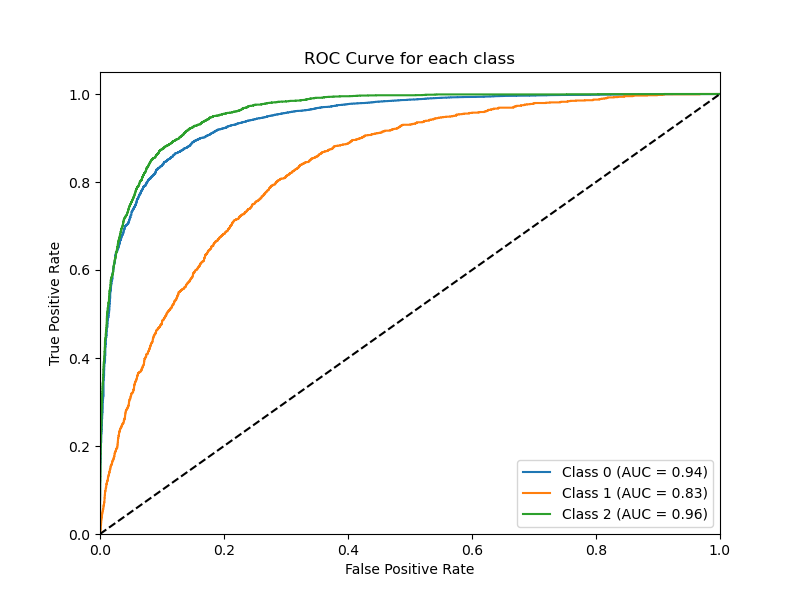 ROC Curve for each class
True Positive Rate
1.0
0.8
0.6
0.4
0.2
0.0
Class 0 (AUC = 0.94)
Class 1 (AUC = 0.83)
Class 2 (AUC = 0.96)
0.0 0.2 0.4 0.6 0.8 1.0
False Positive Rate